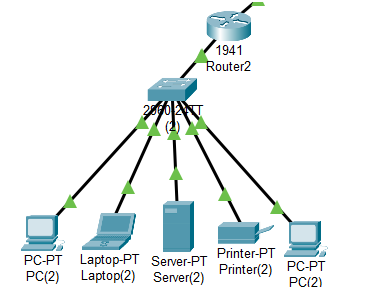 1941
Router2
2960-24TT
(2)
PC-PT
PC(2)
Laptop-PT
Laptop(2)
Server-PT
Server(2)
Printer-PT
Printer(2)
PC-PT
PC(2)